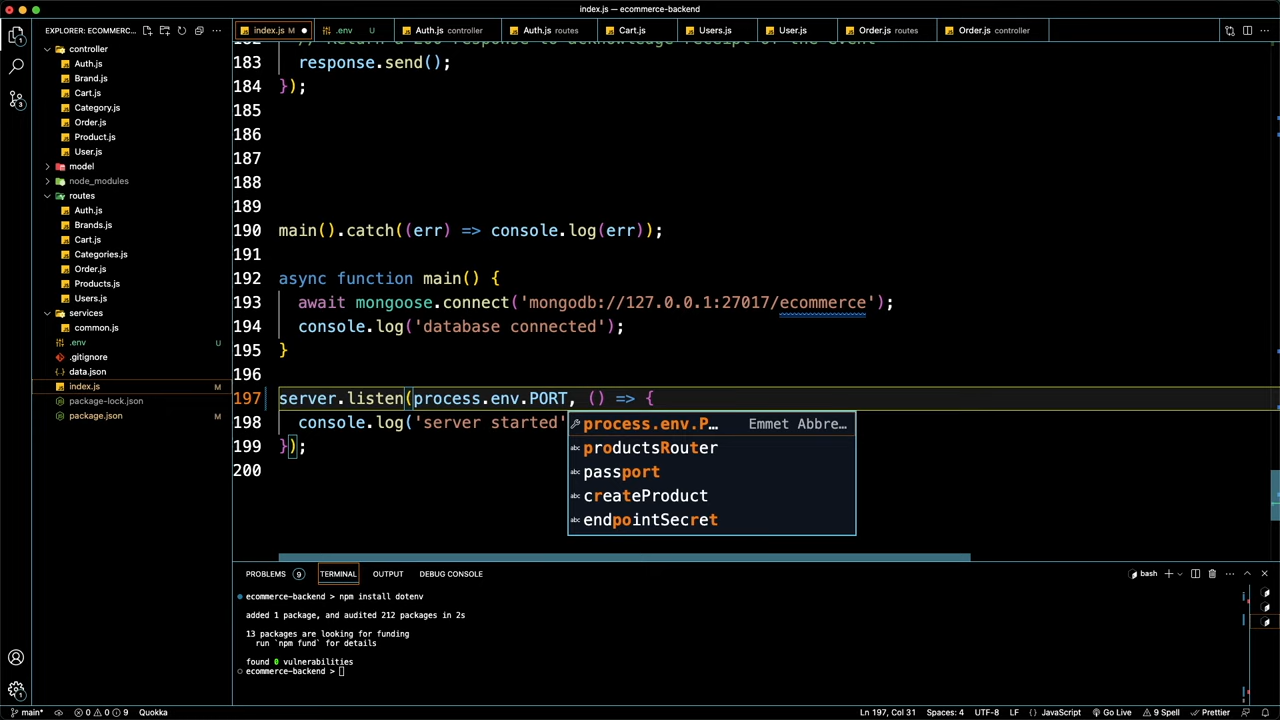 index.js — ecommerce-backend
EXPLORER: ECOMMERC...
index.js M
.env U
Auth.js controller
Auth.js routes
Cart.js
Users.js
User.js
Order.js routes
Order.js controller
controller
Auth.js
Brand.js
Cart.js
Category.js
Order.js
Product.js
User.js
model
node_modules
routes
Auth.js
Brands.js
Cart.js
Categories.js
Order.js
Products.js
Users.js
services
common.js
.env U
.gitignore
data.json
index.js M
package-lock.json
package.json M
182 // Return a 200 response to acknowledge receipt of the event
183 response.send();
184 });
185
186
187
188
189
190 main().catch((err) => console.log(err));
191
192 async function main() {
193 await mongoose.connect('mongodb://127.0.0.1:27017/ecommerce');
194 console.log('database connected');
195 }
196
197 server.listen(process.env.PORT, () => {
198 console.log('server started'
199 });
200
process.env.P… Emmet Abbre…
productsRouter
passport
createProduct
endpointSecret
PROBLEMS 9 TERMINAL OUTPUT DEBUG CONSOLE
bash
ecommerce-backend > npm install dotenv
added 1 package, and audited 212 packages in 2s
13 packages are looking for funding
run `npm fund` for details
found 0 vulnerabilities
ecommerce-backend >
main* 0 0 9 Quokka
Ln 197, Col 31 Spaces: 4 UTF-8 LF { } JavaScript Go Live 9 Spell Prettier